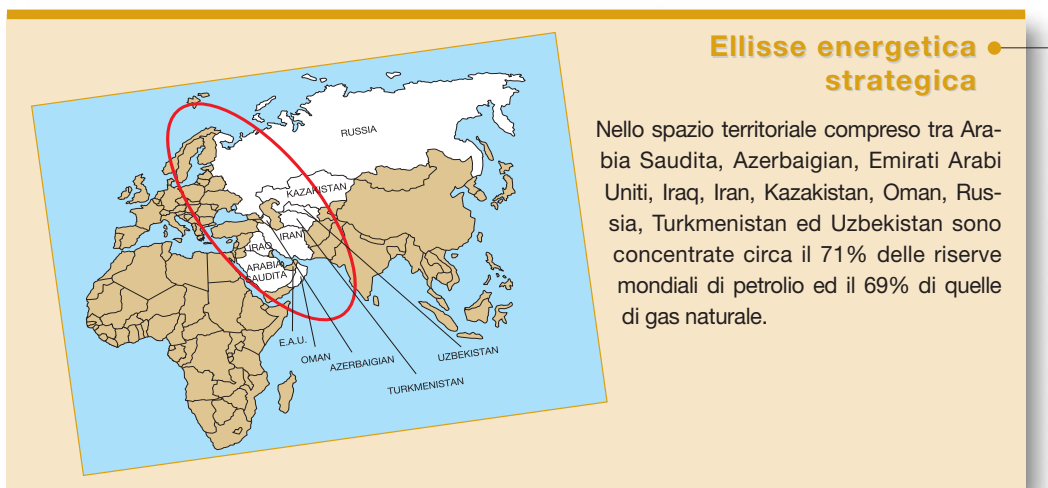 Ellisse energetica
strategica
Nello spazio territoriale compreso tra Ara-
bia Saudita, Azerbaigian, Emirati Arabi
Uniti, Iraq, Iran, Kazakistan, Oman, Rus-
sia, Turkmenistan ed Uzbekistan sono
concentrate circa il 71% delle riserve
mondiali di petrolio ed il 69% di quelle
di gas naturale.
RUSSIA
KAZAKISTAN
IRAN
IRAQ
ARABIA
SAUDITA
E.A.U.
OMAN
AZERBAIGIAN
UZBEKISTAN
TURKMENISTAN